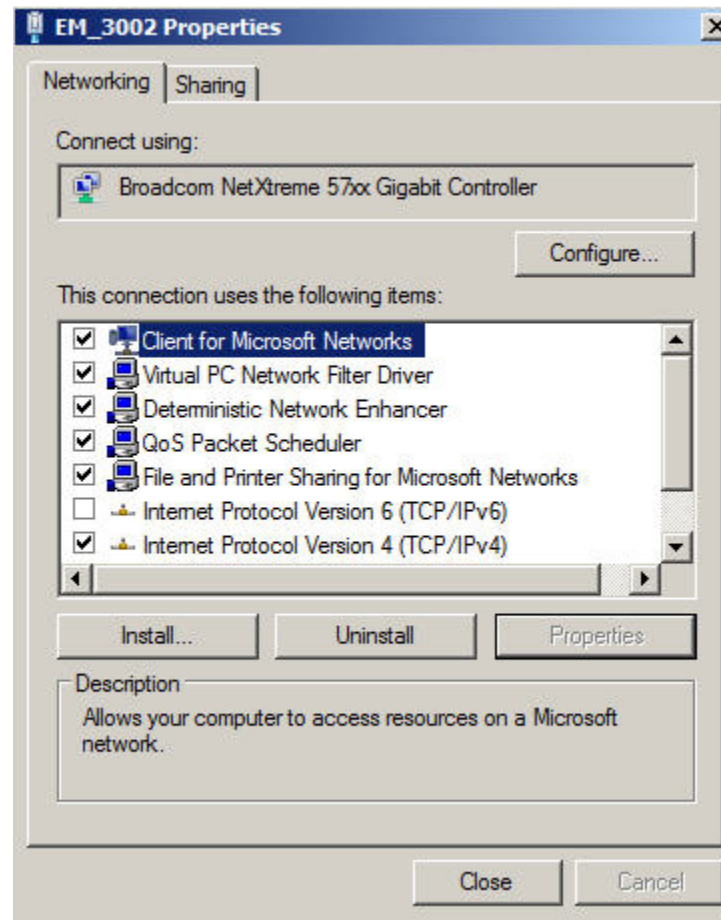 EM_3002 Properties
Networking
Sharing
Connect using:
Broadcom NetXtreme 57xx Gigabit Controller
Configure...
This connection uses the following items:
Client for Microsoft Networks
Virtual PC Network Filter Driver
Deterministic Network Enhancer
QoS Packet Scheduler
File and Printer Sharing for Microsoft Networks
Internet Protocol Version 6 (TCP/IPv6)
Internet Protocol Version 4 (TCP/IPv4)
Install...
Uninstall
Properties
Description
Allows your computer to access resources on a Microsoft
network.
Close
Cancel